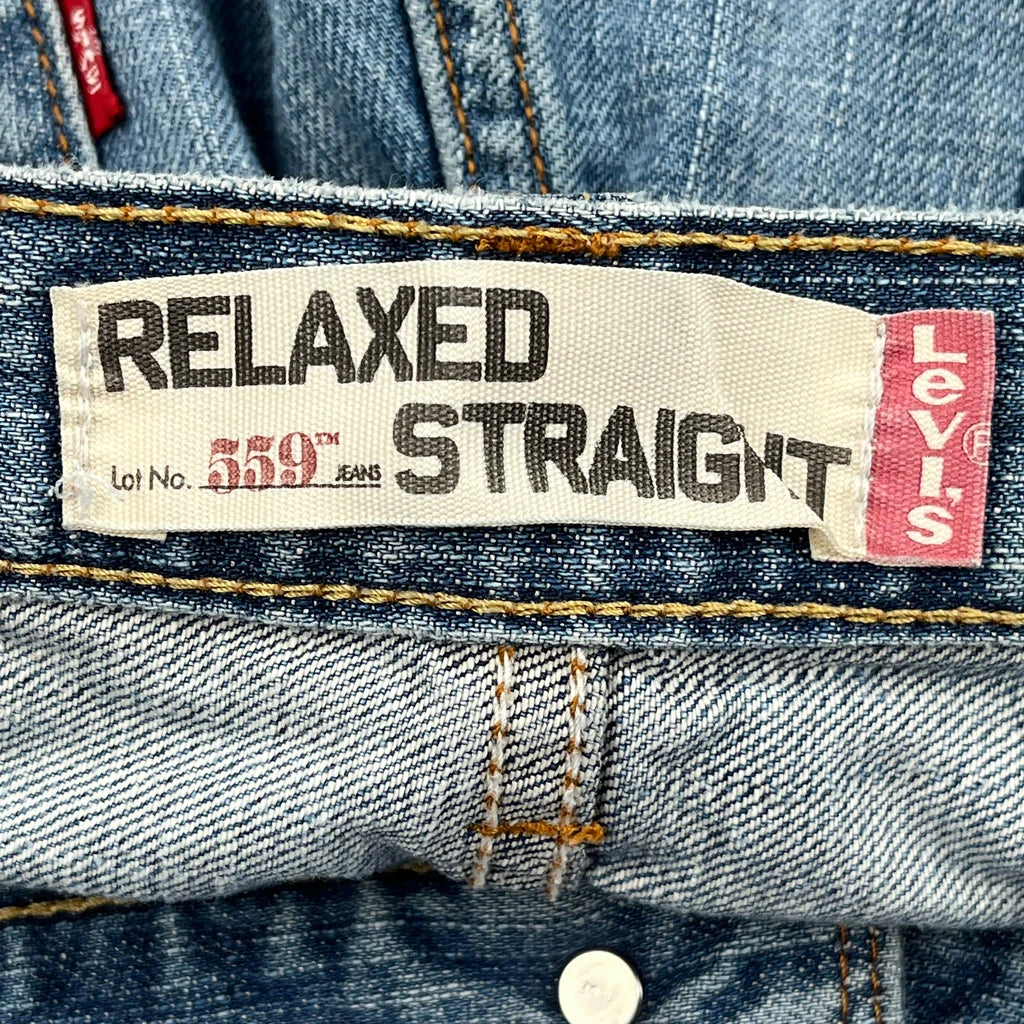 RELAXED
STRAIGHT
Lot No. 559™ JEANS
Levi's ®